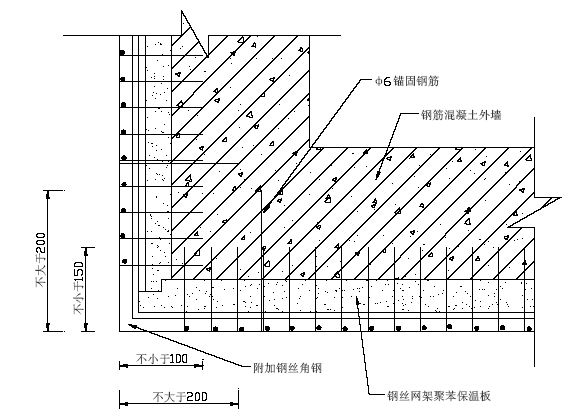 ф6锚固钢筋
钢筋混凝土外墙
不大于200
不小于150
不小于100
附加钢丝角钢
不大于200
钢丝网架聚苯保温板